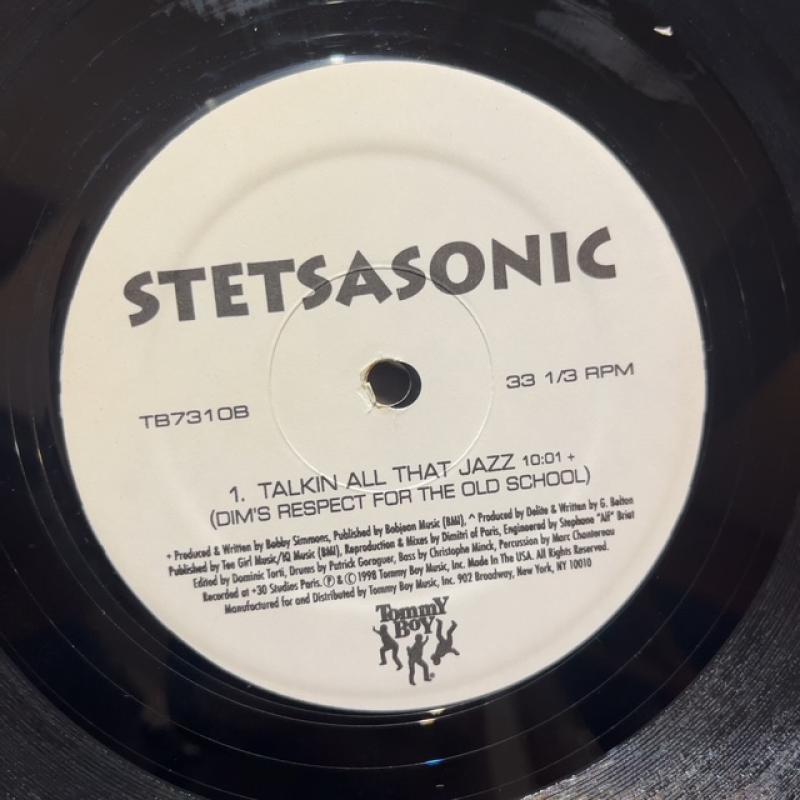 STETSASONIC
TB7310B
33 1/3 RPM
1. TALKIN ALL THAT JAZZ 10:01 +
(DIM'S RESPECT FOR THE OLD SCHOOL)
+ Produced & Written by Bobby Simmons, Published by Bobjean Music (BMI), ^ Produced by Delite & Written by G. Bolton
Published by Tee Girl Music/IQ Music (BMI), Reproduction & Mixes by Dimitri of Paris, Engineered by Stephane "Alf" Briat
Edited by Dominic Torti, Drums by Patrick Goraguer, Bass by Christophe Minck, Percussion by Marc Chantereau
Recorded at +30 Studios Paris. Ⓟ & © 1998 Tommy Boy Music, Inc. Made In The USA. All Rights Reserved.
Manufactured for and Distributed by Tommy Boy Music, Inc. 902 Broadway, New York, NY 10010
Tommy
Boy